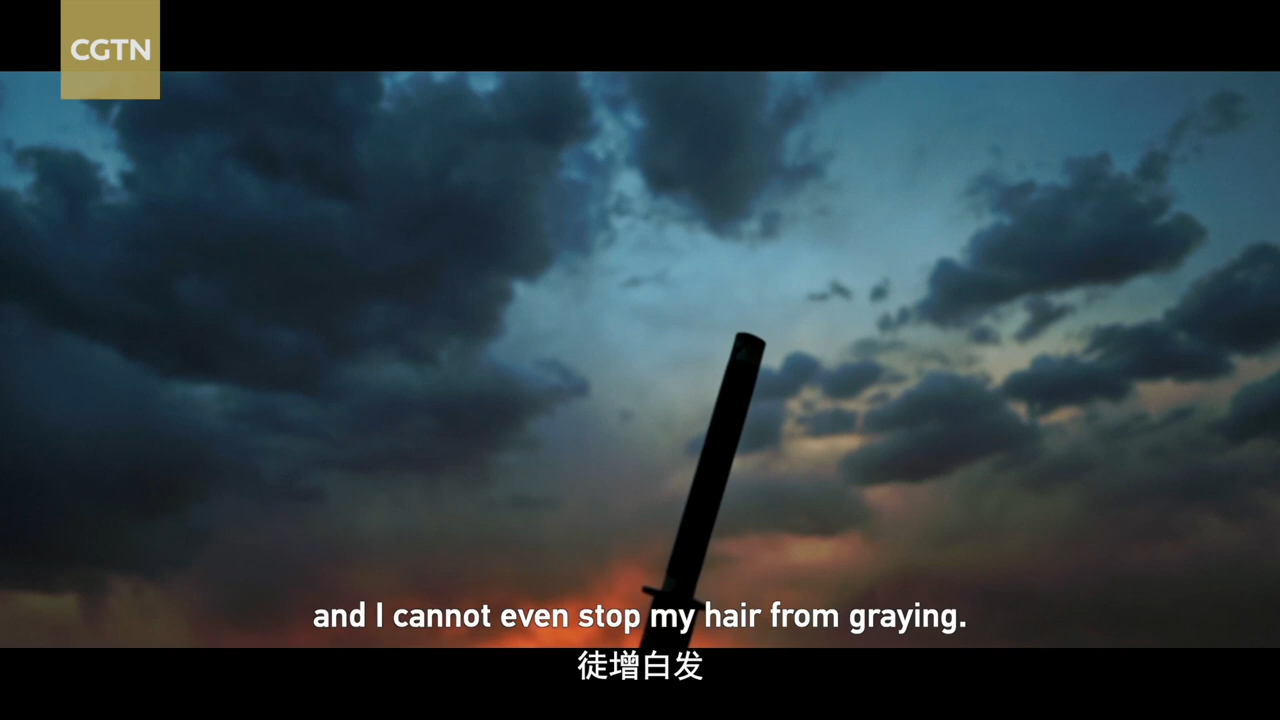 CGTN
and I cannot even stop my hair from graying.
徒增白发